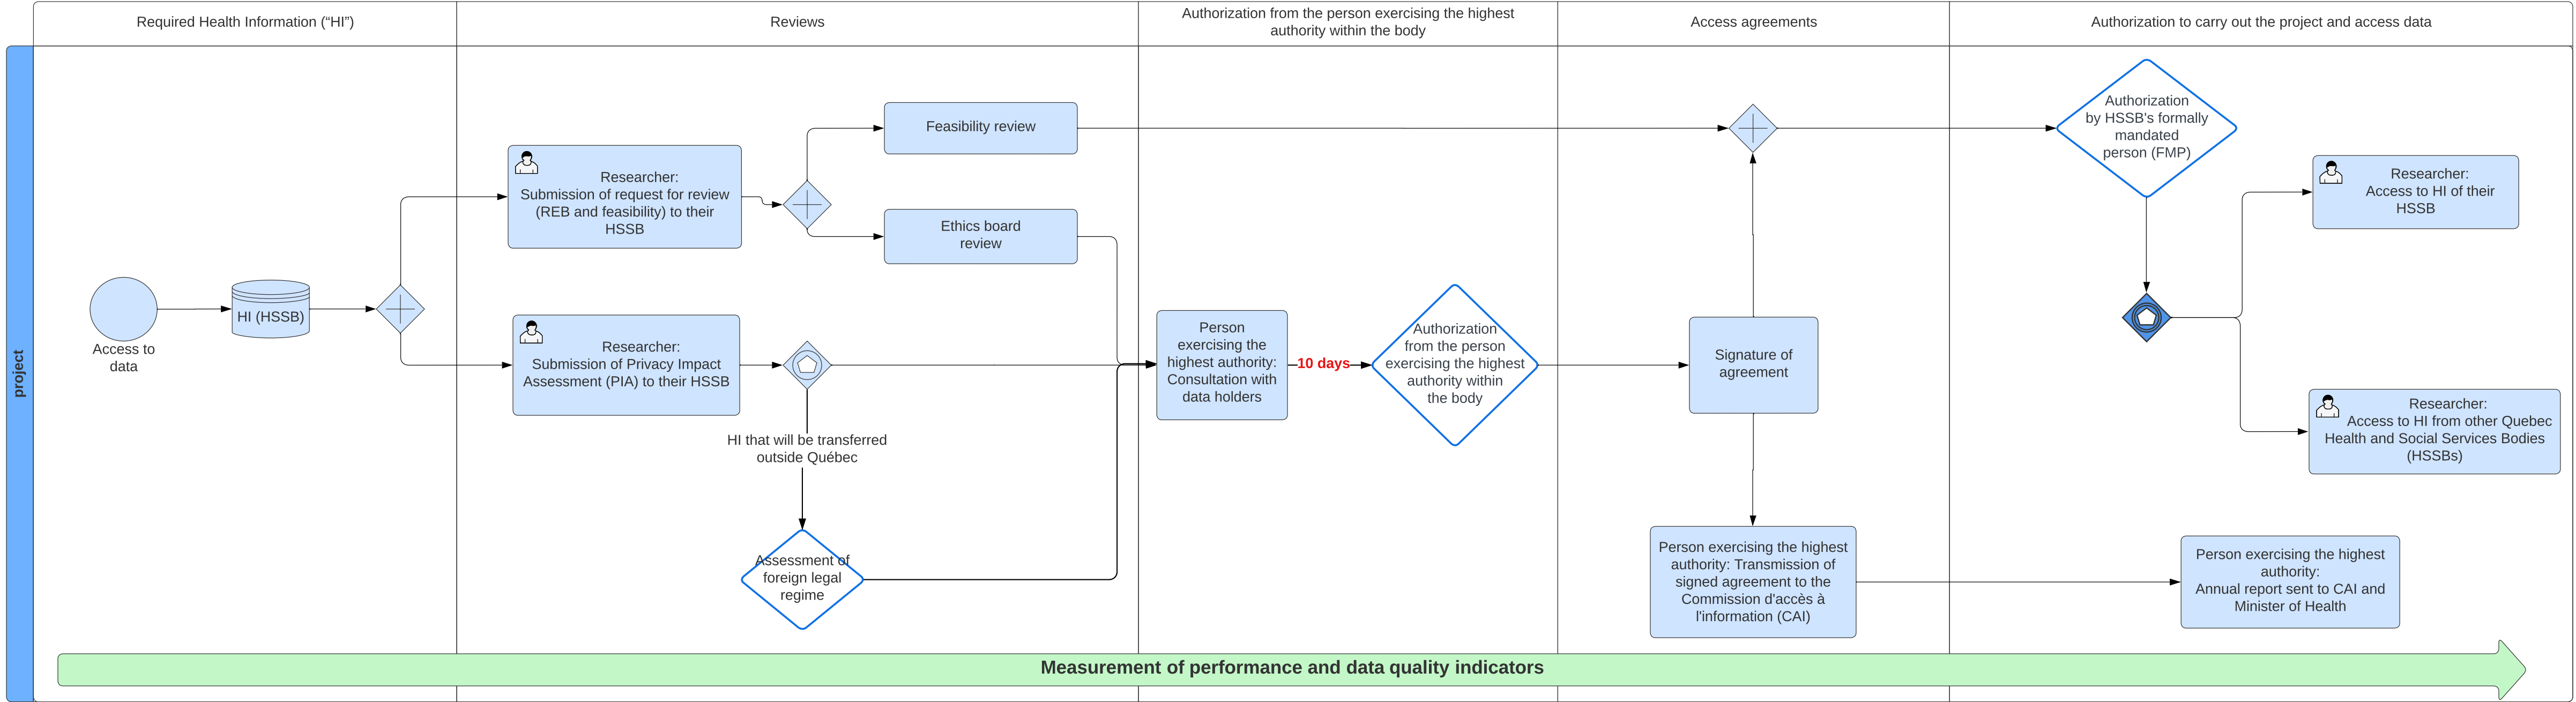 Required Health Information (“HI”)
Reviews
Authorization from the person exercising the highest
authority within the body
Access agreements
Authorization to carry out the project and access data
project
Access to
data
HI (HSSB)
Researcher:
Submission of request for review
(REB and feasibility) to their
HSSB
Researcher:
Submission of Privacy Impact
Assessment (PIA) to their HSSB
Feasibility review
Ethics board
review
HI that will be transferred
outside Québec
Assessment of
foreign legal
regime
Person
exercising the
highest authority:
Consultation with
data holders
10 days
Authorization
from the person
exercising the highest
authority within
the body
Signature of
agreement
Person exercising the highest
authority: Transmission of
signed agreement to the
Commission d'accès à
l'information (CAI)
Authorization
by HSSB's formally
mandated
person (FMP)
Researcher:
Access to HI of their
HSSB
Researcher:
Access to HI from other Quebec
Health and Social Services Bodies
(HSSBs)
Person exercising the highest
authority:
Annual report sent to CAI and
Minister of Health
Measurement of performance and data quality indicators